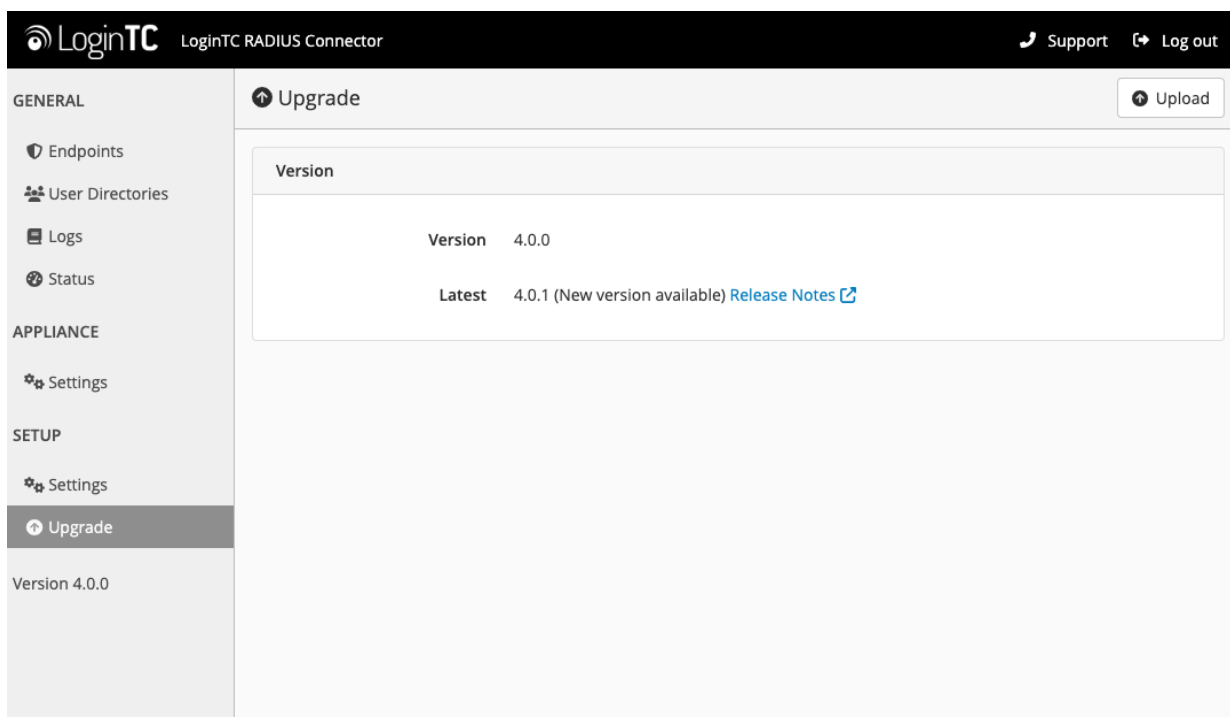 LoginTC LoginTC RADIUS Connector Support Log out
GENERAL
Endpoints
User Directories
Logs
Status
APPLIANCE
Settings
SETUP
Settings
Upgrade
Version 4.0.0
Upgrade Upload
Version
Version 4.0.0
Latest 4.0.1 (New version available) Release Notes